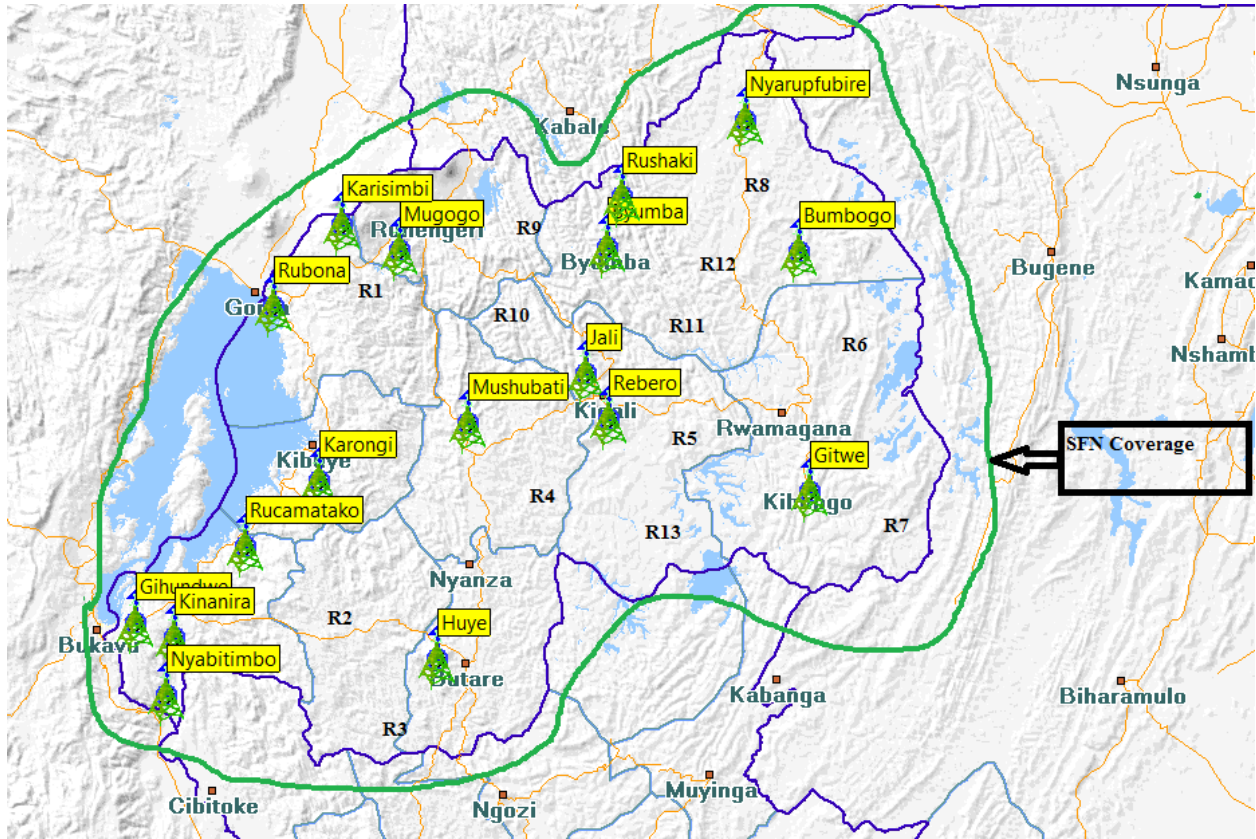 Nsunga
Nyarupfubire
Kabale
Rushaki
R8
Karisimbi
Mugogo
Byumba
Bumbogo
R9
Ruhengeri
Rubona
R12
Byumba
Bugene
Kamac
R1
Goma
R10
R11
Jali
R6
Nshamb
Mushubati
Rebero
Kigali
Rwamagana
Karongi
R5
SFN Coverage
Kibuye
Gitwe
R4
Kibungo
Rucamatako
R13
R7
Nyanza
Gihundwe
Kinanira
R2
Huye
Bukavu
Nyabitimbo
Butare
Kabanga
Biharamulo
R3
Muyinga
Cibitoke
Ngozi